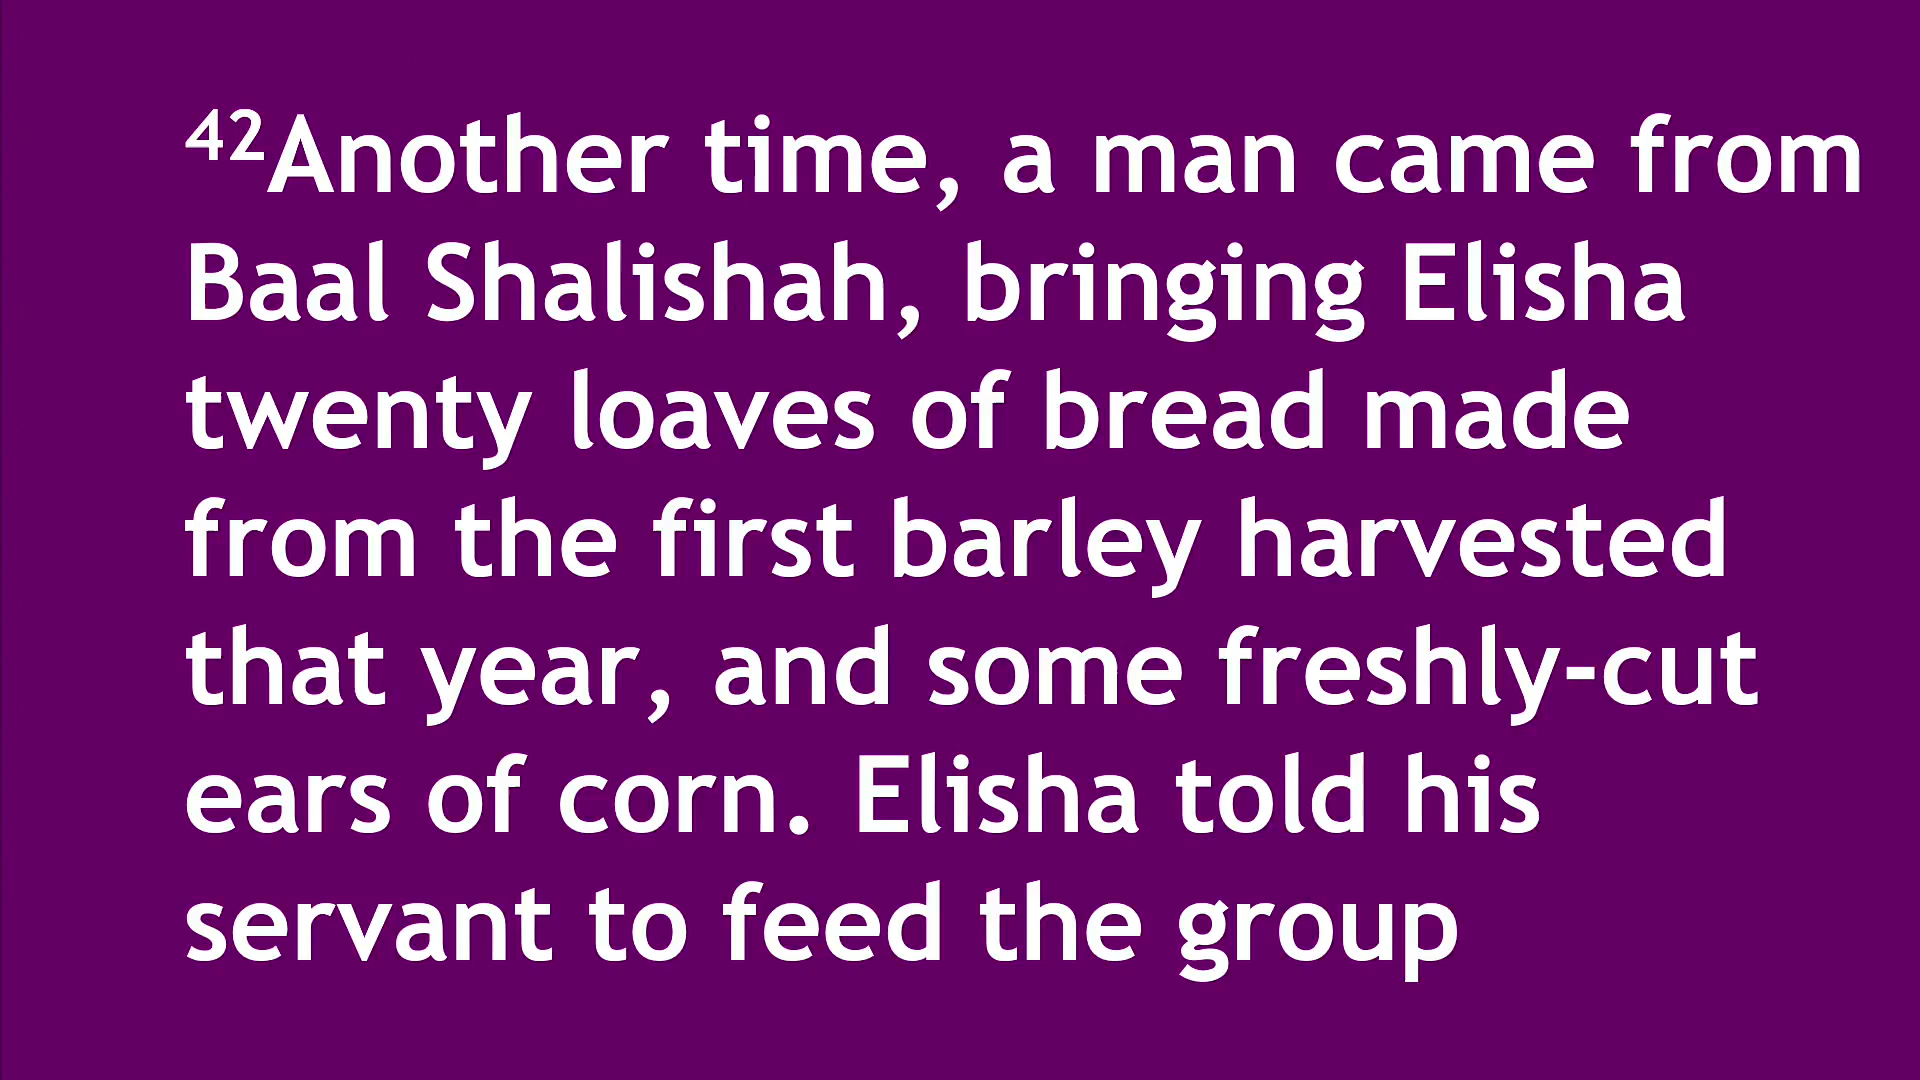 42Another time, a man came from
Baal Shalishah, bringing Elisha
twenty loaves of bread made
from the first barley harvested
that year, and some freshly-cut
ears of corn. Elisha told his
servant to feed the group